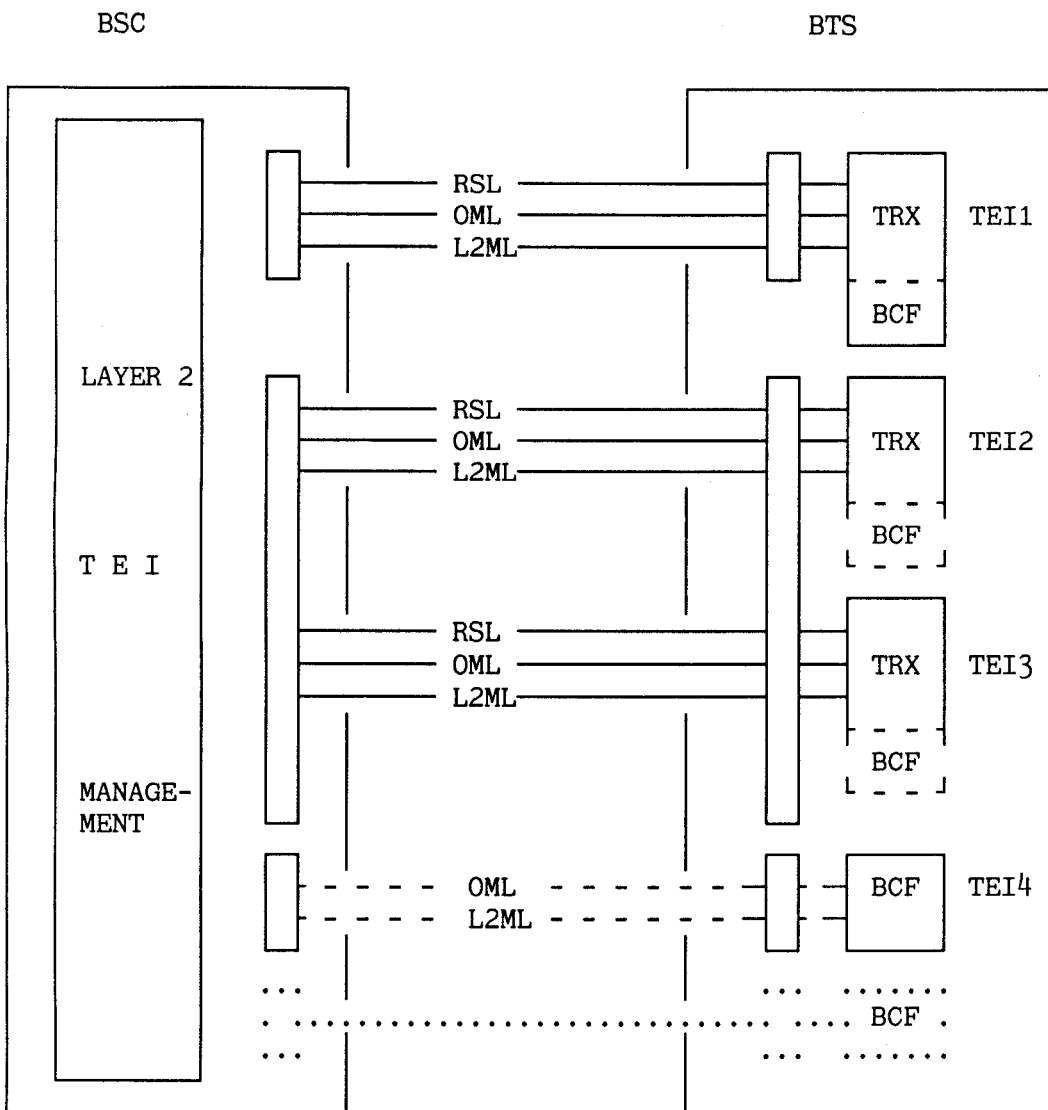 BSC
BTS
RSL
OML
L2ML
TRX
TEI1
BCF
LAYER 2
RSL
OML
L2ML
TRX
TEI2
BCF
T E I
RSL
OML
L2ML
TRX
TEI3
BCF
MANAGE-
MENT
OML
L2ML
BCF
TEI4
BCF